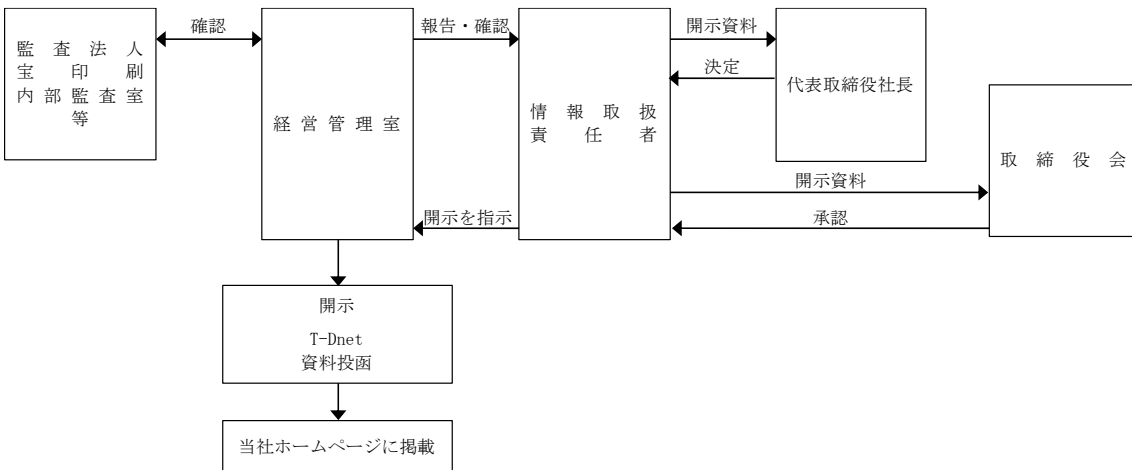 確認
監査法人
宝印刷
内部監査室
等
経営管理室
報告・確認
開示を指示
情報取扱
責任者
開示資料
決定
代表取締役社長
開示資料
承認
取締役会
開示
T-Dnet
資料投函
当社ホームページに掲載